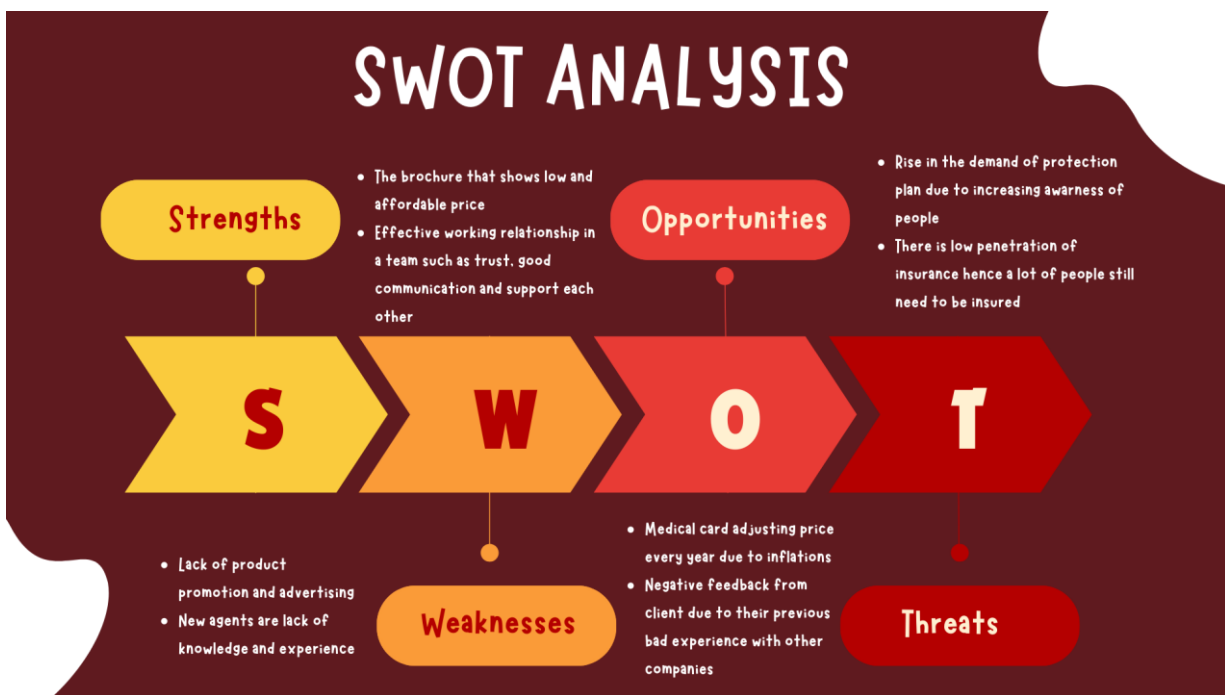 SWOT ANALYSIS
Strengths
• The brochure that shows low and
affordable price
• Effective working relationship in
a team such as trust, good
communication and support each
other
Opportunities
• Rise in the demand of protection
plan due to increasing awarness of
people
• There is low penetration of
insurance hence a lot of people still
need to be insured
S
W
O
T
• Lack of product
promotion and advertising
• New agents are lack of
knowledge and experience
Weaknesses
• Medical card adjusting price
every year due to inflations
• Negative feedback from
client due to their previous
bad experience with other
companies
Threats